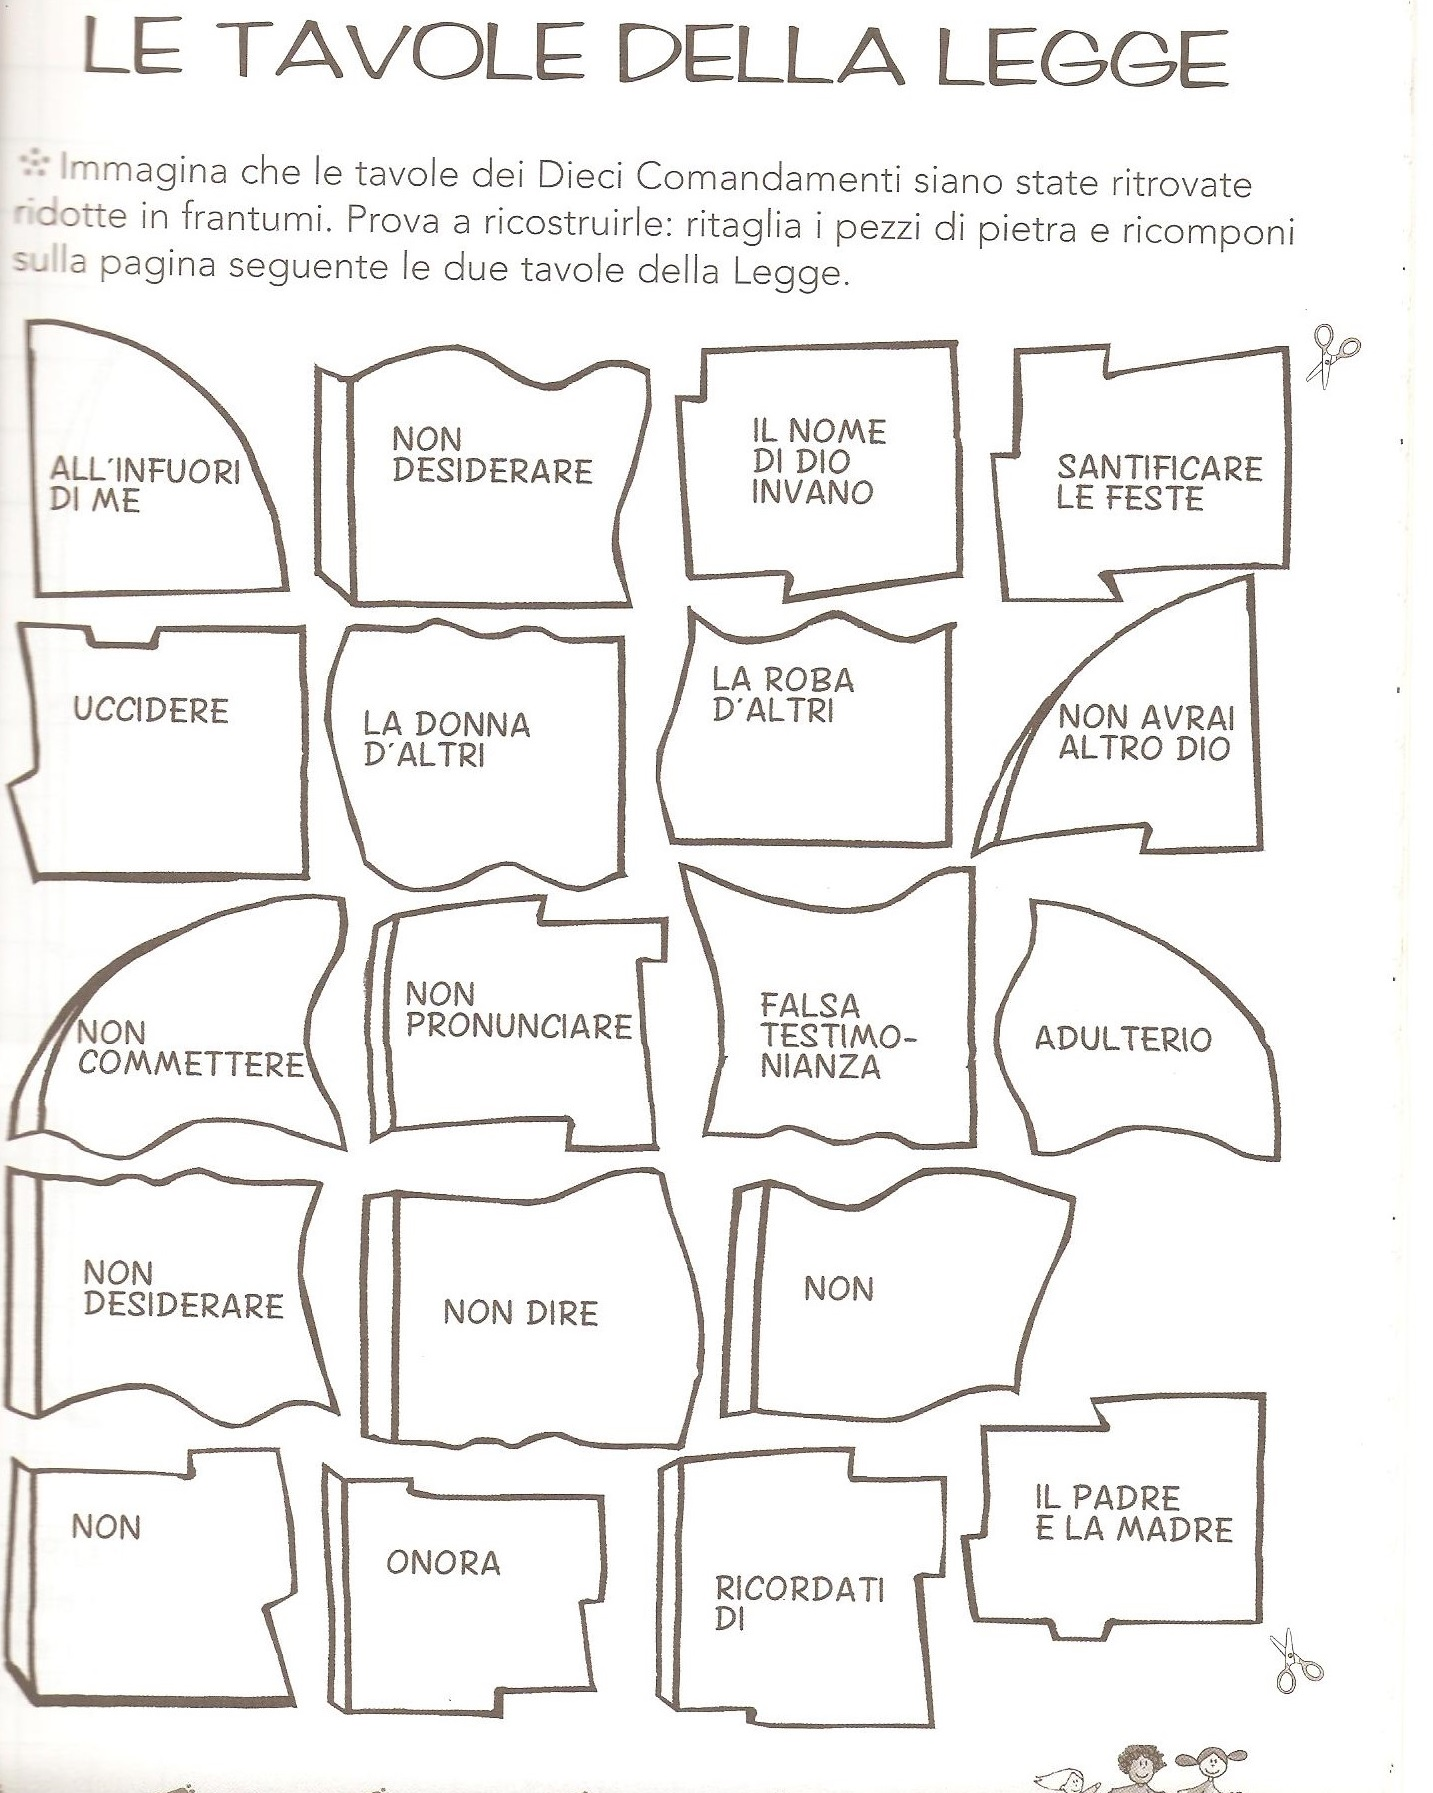 LE TAVOLE DELLA LEGGE
Immagina che le tavole dei Dieci Comandamenti siano state ritrovate
ridotte in frantumi. Prova a ricostruirle: ritaglia i pezzi di pietra e ricomponi
sulla pagina seguente le due tavole della Legge.
ALL'INFUORI
DI ME
NON
DESIDERARE
IL NOME
DI DIO
INVANO
SANTIFICARE
LE FESTE
UCCIDERE
LA DONNA
D'ALTRI
LA ROBA
D'ALTRI
NON AVRAI
ALTRO DIO
NON
COMMETTERE
NON
PRONUNCIARE
FALSA
TESTIMO-
NIANZA
ADULTERIO
NON
DESIDERARE
NON DIRE
NON
NON
ONORA
RICORDATI
DI
IL PADRE
E LA MADRE